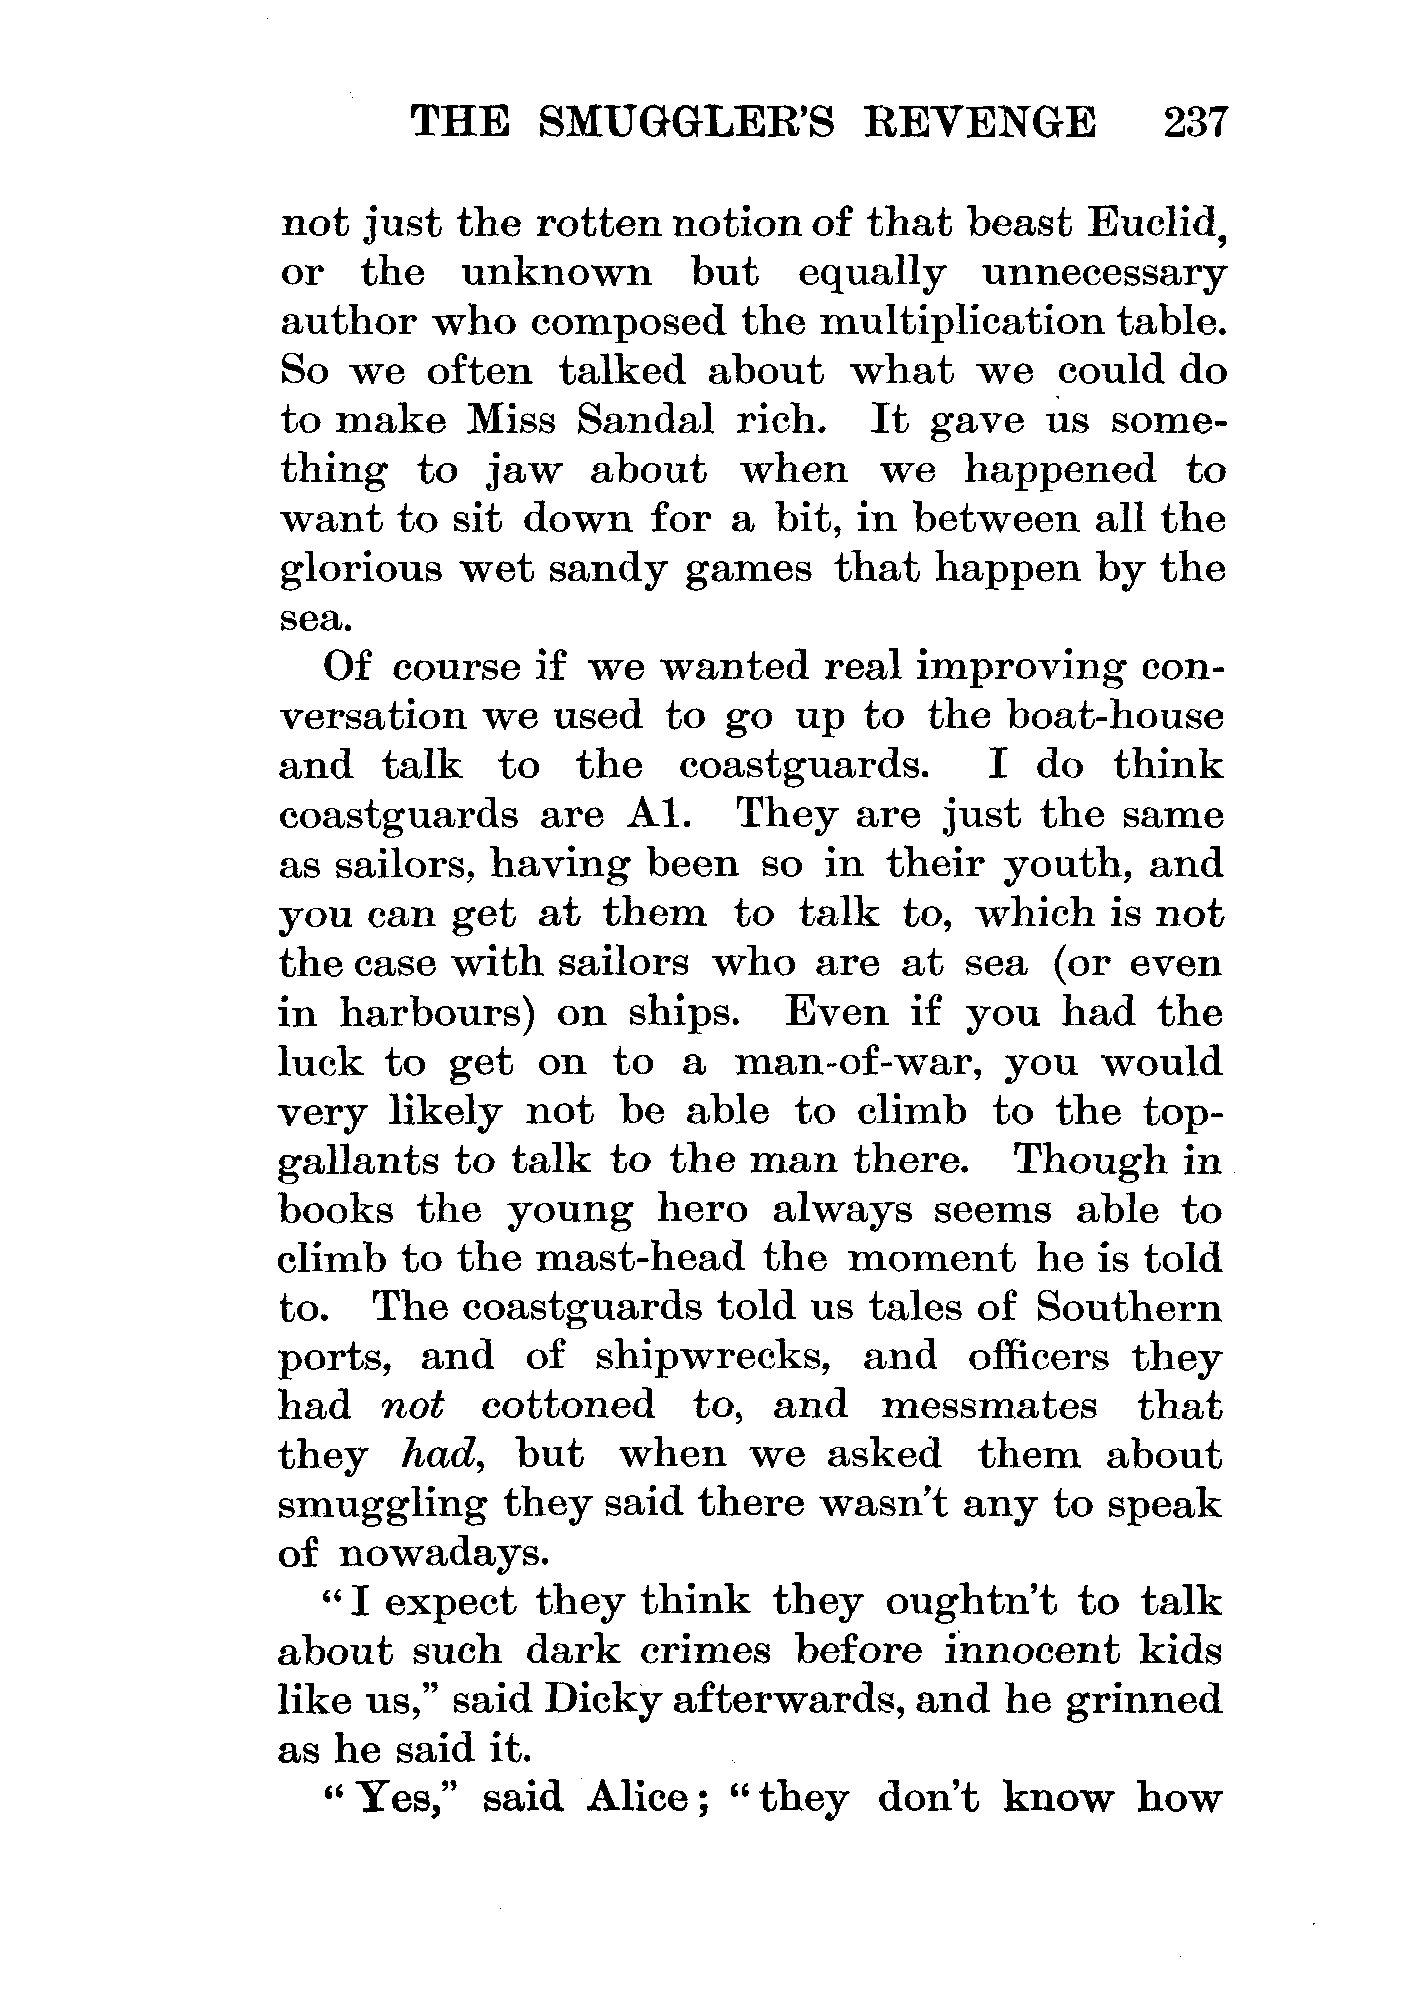 THE SMUGGLER'S REVENGE 237
not just the rotten notion of that beast Euclid,
or the unknown but equally unnecessary
author who composed the multiplication table.
So we often talked about what we could do
to make Miss Sandal rich. It gave us some-
thing to jaw about when we happened to
want to sit down for a bit, in between all the
glorious wet sandy games that happen by the
sea.
Of course if we wanted real improving con-
versation we used to go up to the boat-house
and talk to the coastguards. I do think
coastguards are A1. They are just the same
as sailors, having been so in their youth, and
you can get at them to talk to, which is not
the case with sailors who are at sea (or even
in harbours) on ships. Even if you had the
luck to get on to a man-of-war, you would
very likely not be able to climb to the top-
gallants to talk to the man there. Though in
books the young hero always seems able to
climb to the mast-head the moment he is told
to. The coastguards told us tales of Southern
ports, and of shipwrecks, and officers they
had not cottoned to, and messmates that
they had, but when we asked them about
smuggling they said there wasn't any to speak
of nowadays.
"I expect they think they oughtn't to talk
about such dark crimes before innocent kids
like us," said Dicky afterwards, and he grinned
as he said it.
"Yes," said Alice; "they don't know how